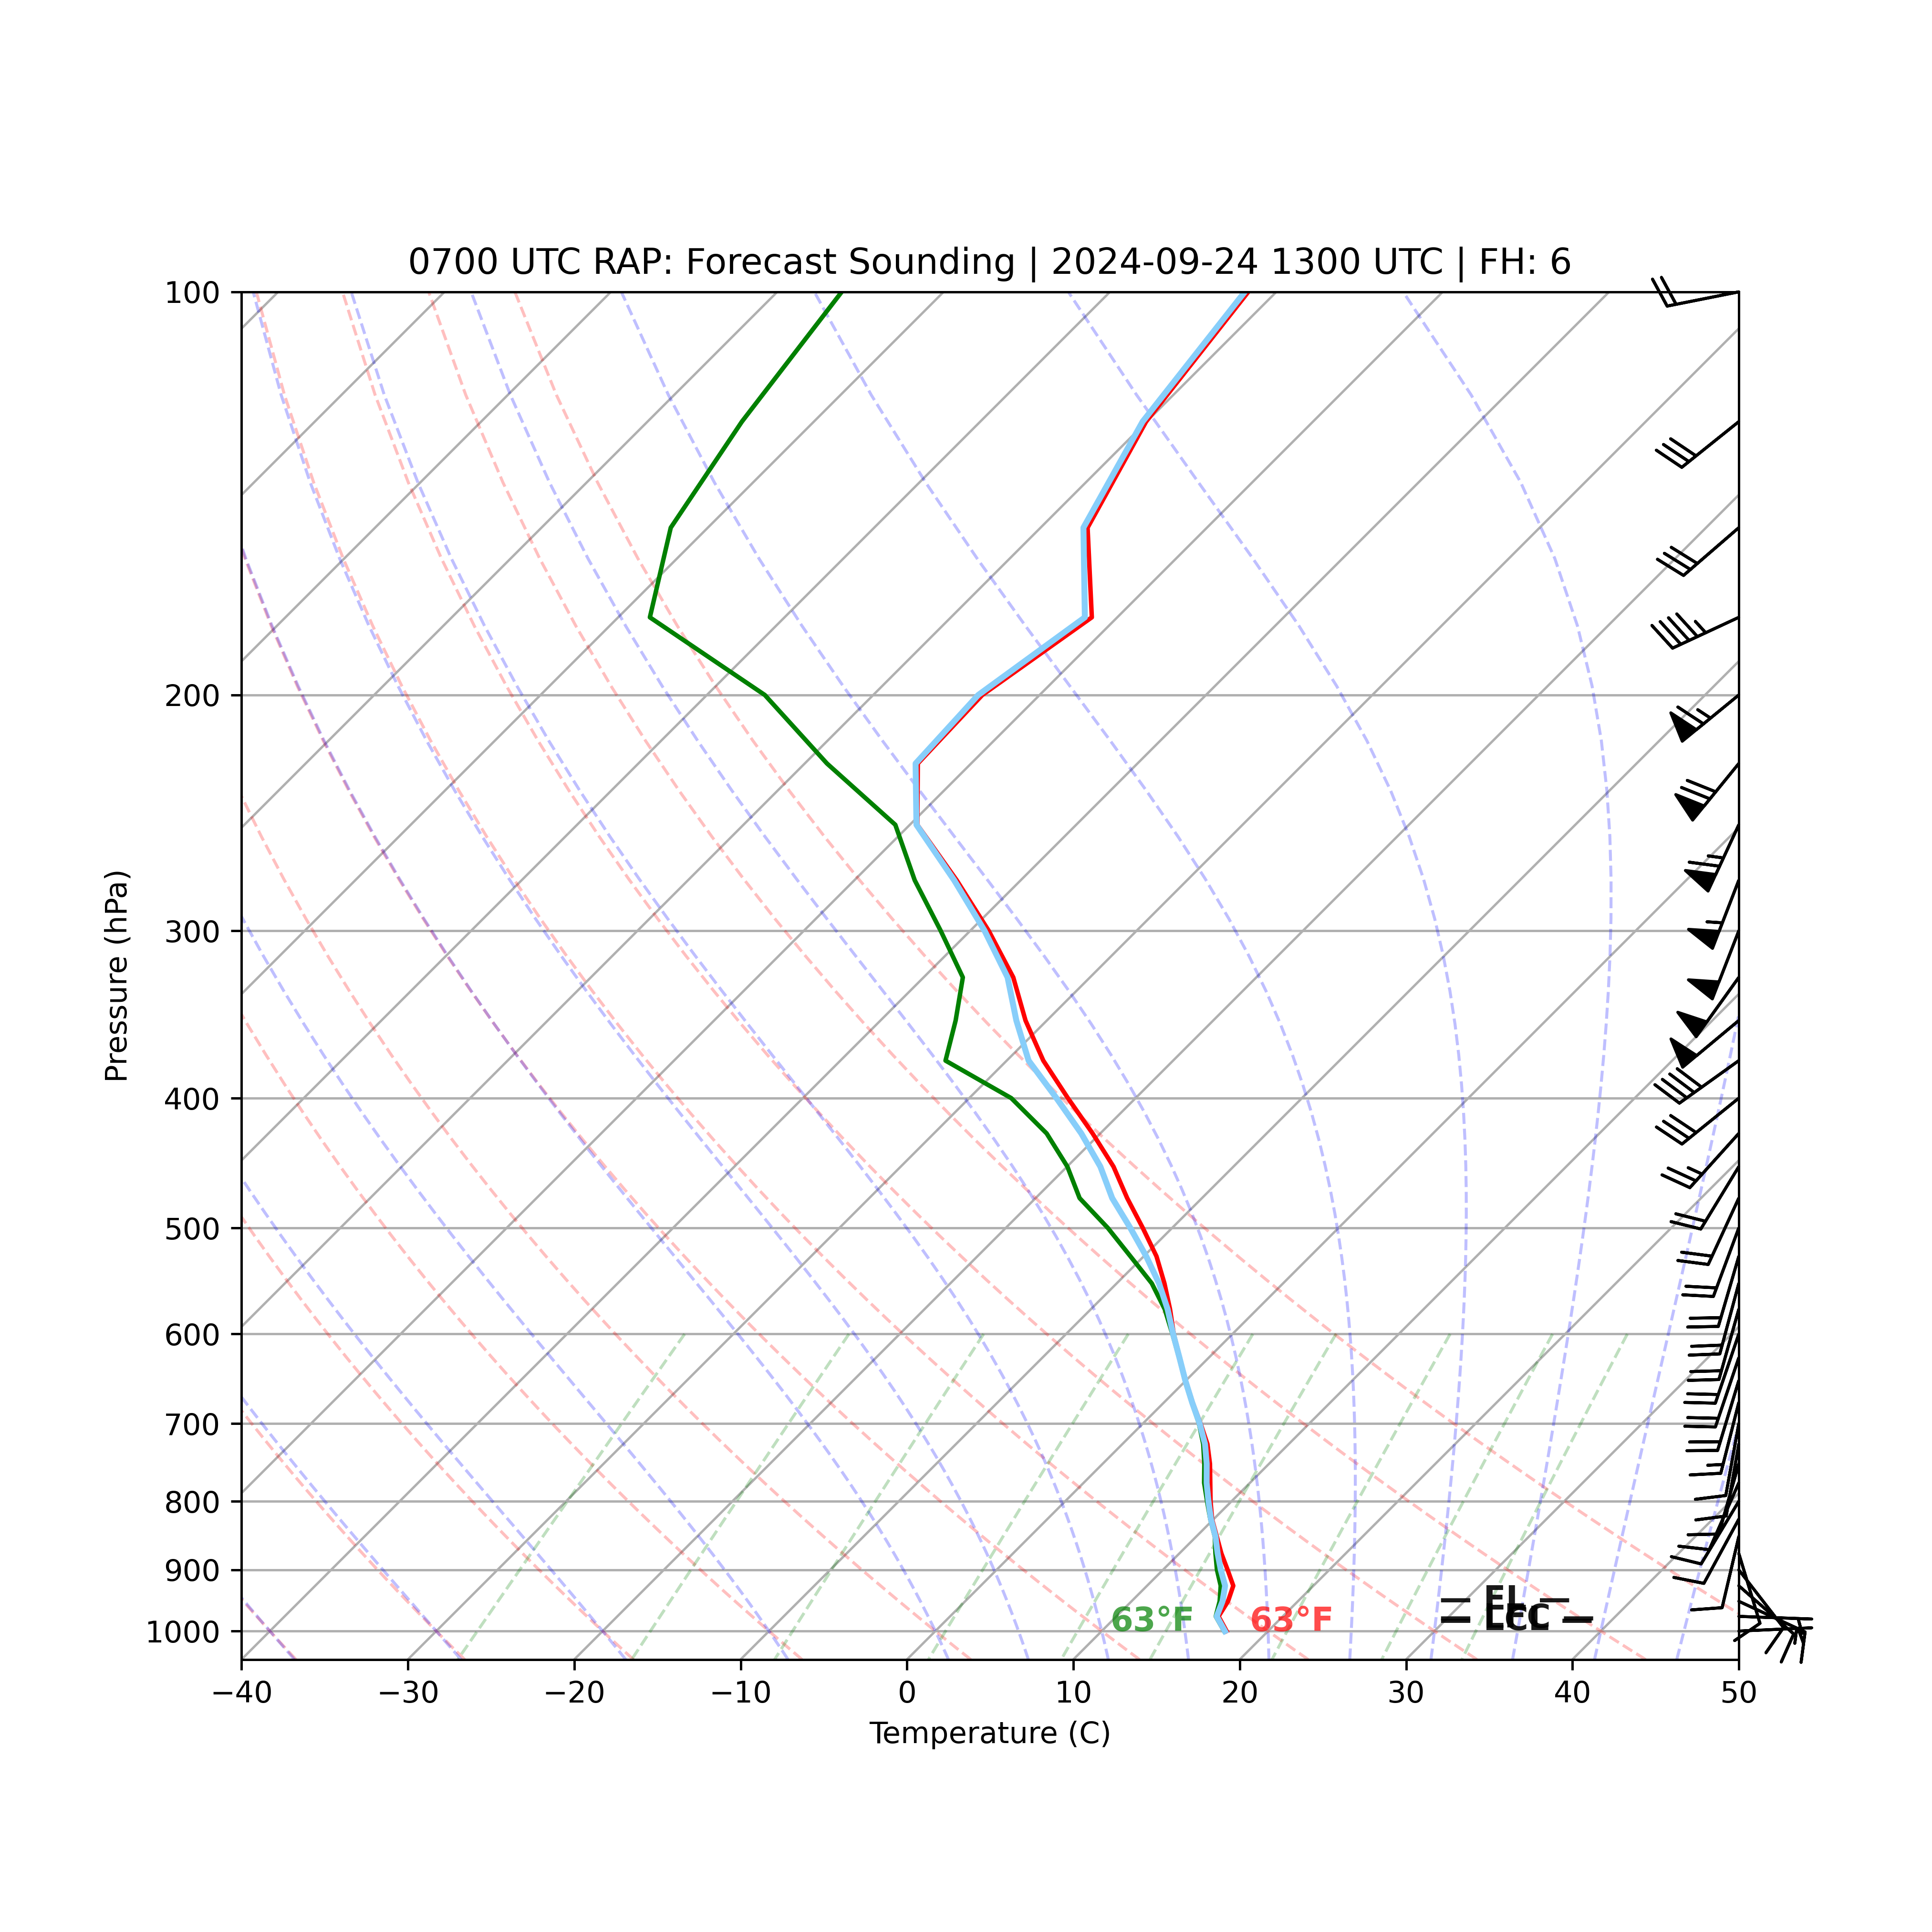 0700 UTC RAP: Forecast Sounding | 2024-09-24 1300 UTC | FH: 6
100
200
300
400
500
600
700
800
900
1000
Pressure (hPa)
63°F 63°F
— EL —
−40 −30 −20 −10 0 10 20 30 40 50
Temperature (C)